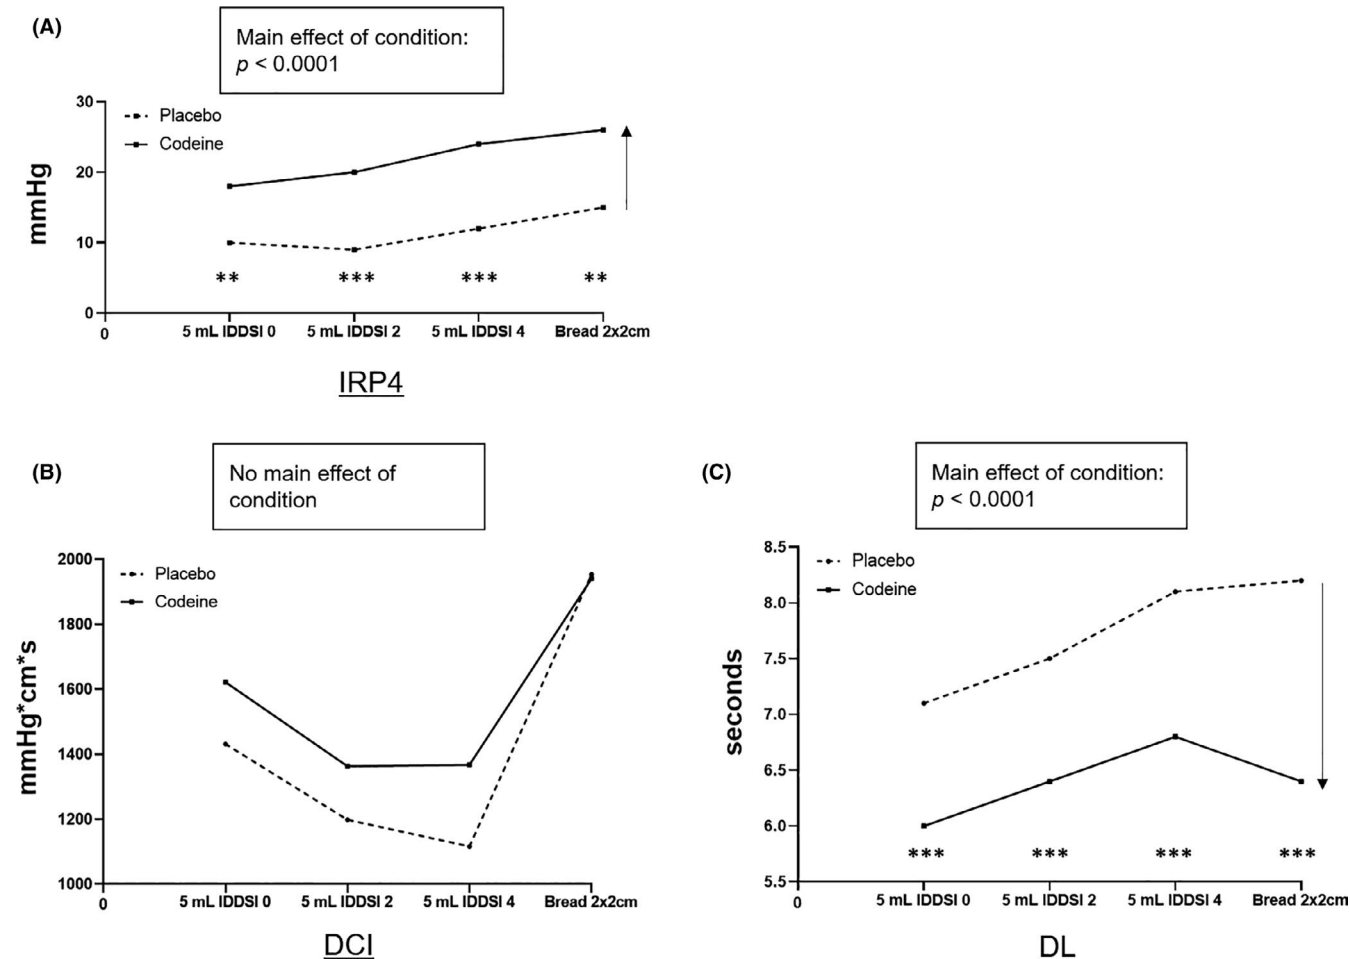 (A)
Main effect of condition:
p < 0.0001
30
20
10
0
mmHg
Placebo
Codeine
** *** *** **
0 5 mL IDDSI 0 5 mL IDDSI 2 5 mL IDDSI 4 Bread 2x2cm
IRP4
(B)
No main effect of
condition
2000
1800
1600
1400
1200
1000
mmHg*cm*s
Placebo
Codeine
0 5 mL IDDSI 0 5 mL IDDSI 2 5 mL IDDSI 4 Bread 2x2cm
DCI
(C)
Main effect of condition:
p < 0.0001
8.5
8.0
7.5
7.0
6.5
6.0
5.5
seconds
Placebo
Codeine
*** *** *** ***
0 5 mL IDDSI 0 5 mL IDDSI 2 5 mL IDDSI 4 Bread 2x2cm
DL